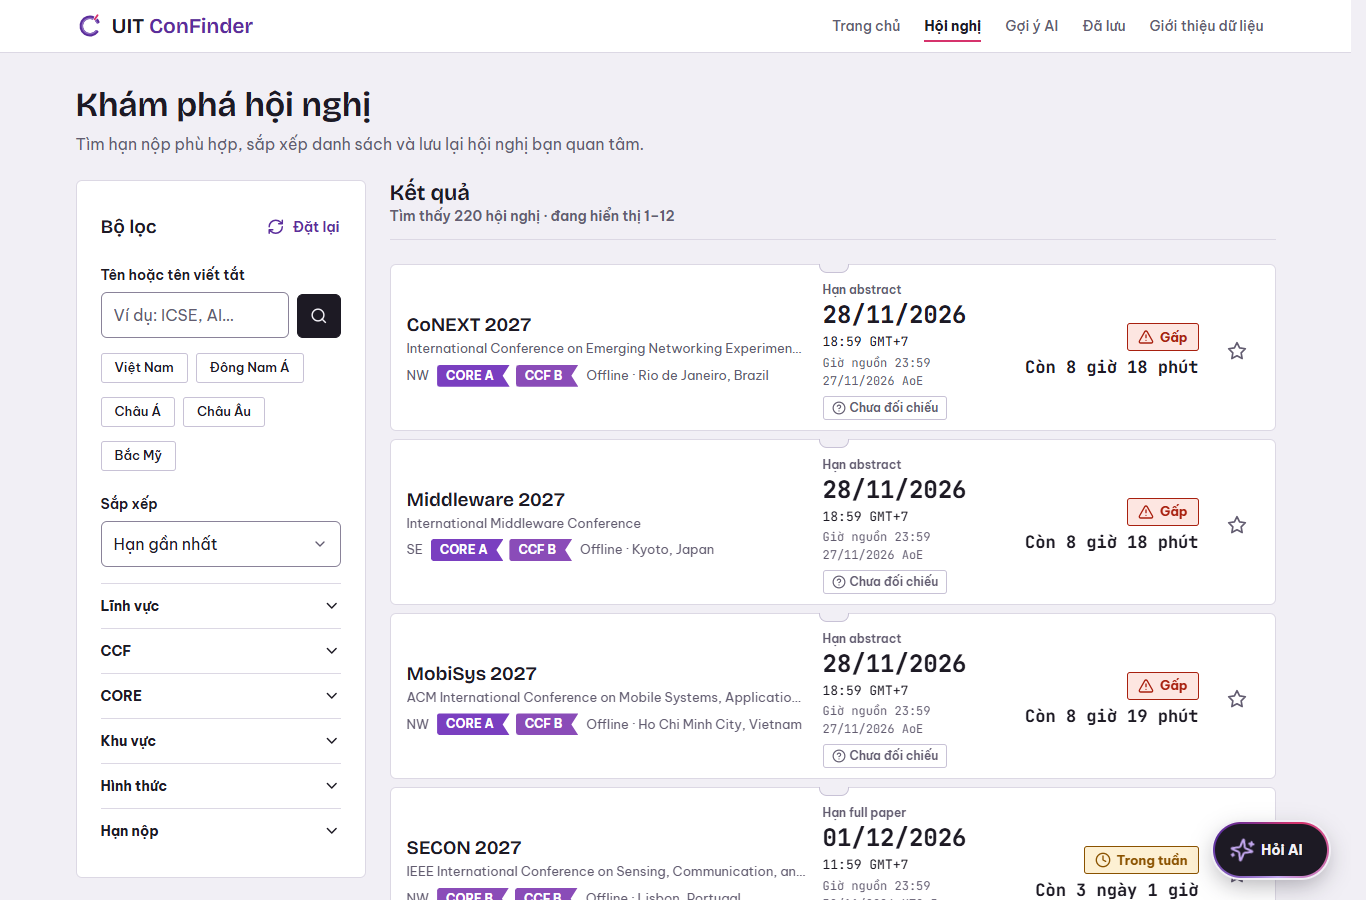 UIT ConFinder
Trang chủ
Hội nghị
Gợi ý AI
Đã lưu
Giới thiệu dữ liệu
Khám phá hội nghị
Tìm hạn nộp phù hợp, sắp xếp danh sách và lưu lại hội nghị bạn quan tâm.
Bộ lọc
Đặt lại
Tên hoặc tên viết tắt
Ví dụ: ICSE, AI...
Việt Nam
Đông Nam Á
Châu Á
Châu Âu
Bắc Mỹ
Sắp xếp
Hạn gần nhất
Lĩnh vực
CCF
CORE
Khu vực
Hình thức
Hạn nộp
Kết quả
Tìm thấy 220 hội nghị · đang hiển thị 1–12
CoNEXT 2027
International Conference on Emerging Networking Experimen...
NW CORE A CCF B Offline · Rio de Janeiro, Brazil
Hạn abstract
28/11/2026
18:59 GMT+7
Giờ nguồn 23:59
27/11/2026 AoE
Chưa đối chiếu
Gấp
Còn 8 giờ 18 phút
Middleware 2027
International Middleware Conference
SE CORE A CCF B Offline · Kyoto, Japan
Hạn abstract
28/11/2026
18:59 GMT+7
Giờ nguồn 23:59
27/11/2026 AoE
Chưa đối chiếu
Gấp
Còn 8 giờ 18 phút
MobiSys 2027
ACM International Conference on Mobile Systems, Applicatio...
NW CORE A CCF B Offline · Ho Chi Minh City, Vietnam
Hạn abstract
28/11/2026
18:59 GMT+7
Giờ nguồn 23:59
27/11/2026 AoE
Chưa đối chiếu
Gấp
Còn 8 giờ 19 phút
SECON 2027
IEEE International Conference on Sensing, Communication, an...
NW CORE B CCF B Offline · Lisbon, Portugal
Hạn full paper
01/12/2026
11:59 GMT+7
Giờ nguồn 23:59
Trong tuần
Còn 3 ngày 1 giờ
Hỏi AI